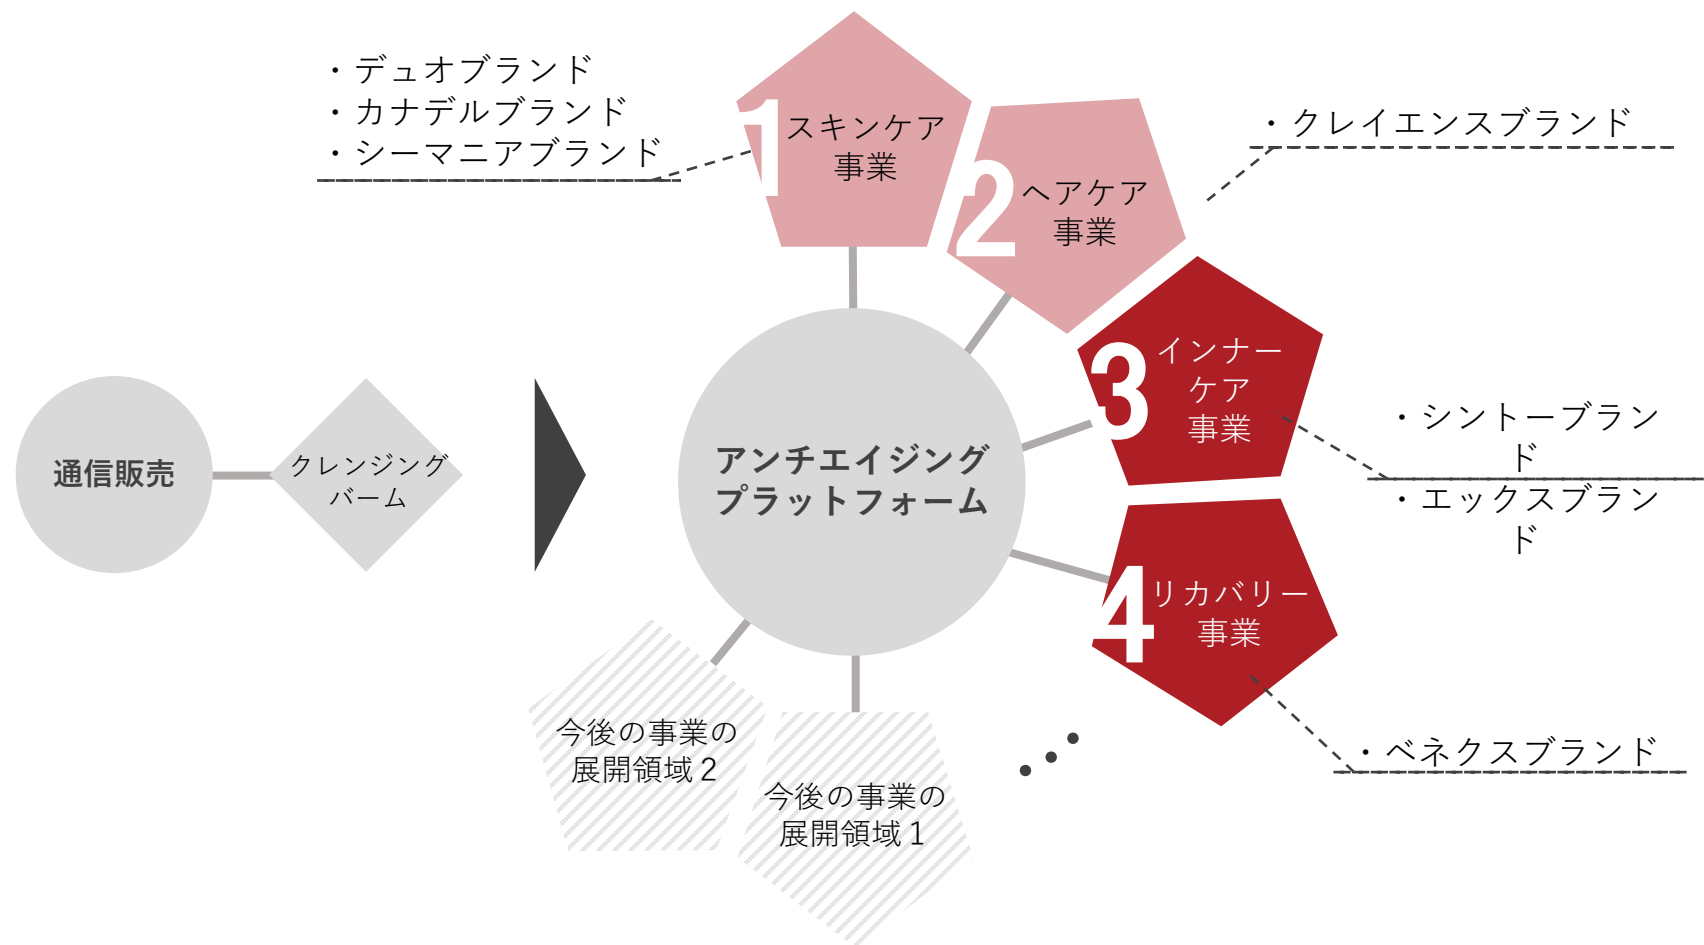 ・デュオブランド
・カナデルブランド
・シーマニアブランド
1
スキンケア
事業
2
ヘアケア
事業
・クレイエンスブランド
3
インナー
ケア
事業
・シントーブラン
ド
・エックスブラン
ド
通信販売
クレンジング
バーム
アンチエイジング
プラットフォーム
4
リカバリー
事業
・ベネクスブランド
今後の事業の
展開領域２
今後の事業の
展開領域１